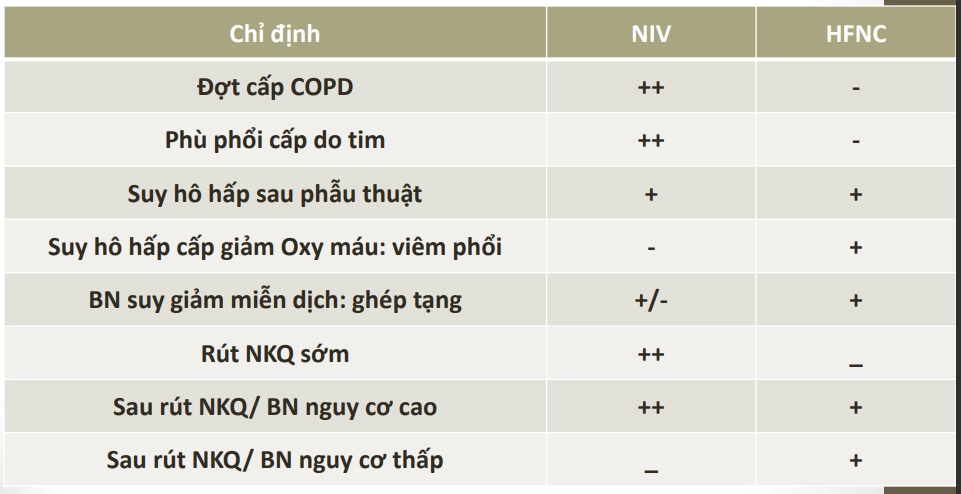 Chỉ định NIV HFNC
Đợt cấp COPD ++ -
Phù phổi cấp do tim ++ -
Suy hô hấp sau phẫu thuật + +
Suy hô hấp cấp giảm Oxy máu: viêm phổi - +
BN suy giảm miễn dịch: ghép tạng +/- +
Rút NKQ sớm ++ _
Sau rút NKQ/ BN nguy cơ cao ++ +
Sau rút NKQ/ BN nguy cơ thấp _ +